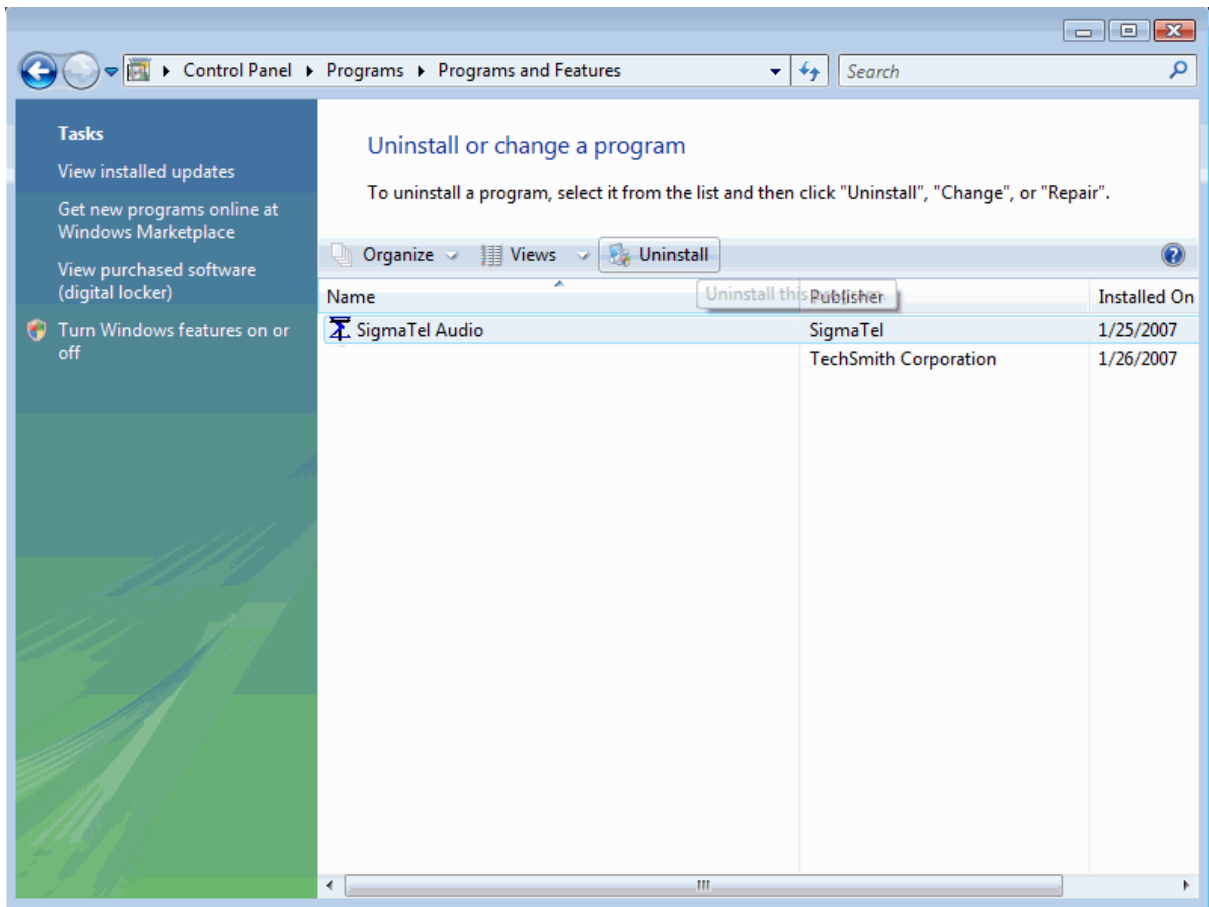 Control Panel Programs Programs and Features
Search
Tasks
View installed updates
Get new programs online at
Windows Marketplace
View purchased software
(digital locker)
Turn Windows features on or
off
Uninstall or change a program
To uninstall a program, select it from the list and then click "Uninstall", "Change", or "Repair".
Organize Views Uninstall
Uninstall this program.
Name Publisher Installed On
SigmaTel Audio SigmaTel 1/25/2007
TechSmith Corporation 1/26/2007